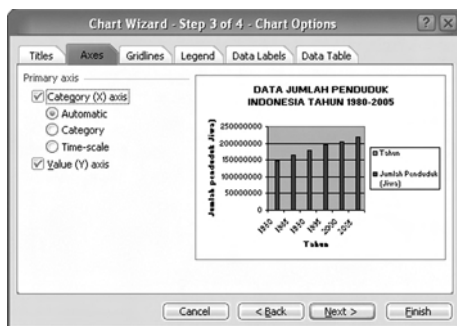 Chart Wizard - Step 3 of 4 - Chart Options
Titles Axes Gridlines Legend Data Labels Data Table
Primary axis
Category (X) axis
Automatic
Category
Time-scale
Value (Y) axis
DATA JUMLAH PENDUDUK
INDONESIA TAHUN 1980-2005
Jumlah penduduk (Jiwa)
250000000
200000000
150000000
100000000
50000000
0
1980 1985 1990 1995 2000 2005
Tahun
Tahun
Jumlah Penduduk
(Jiwa)
Cancel < Back Next > Finish